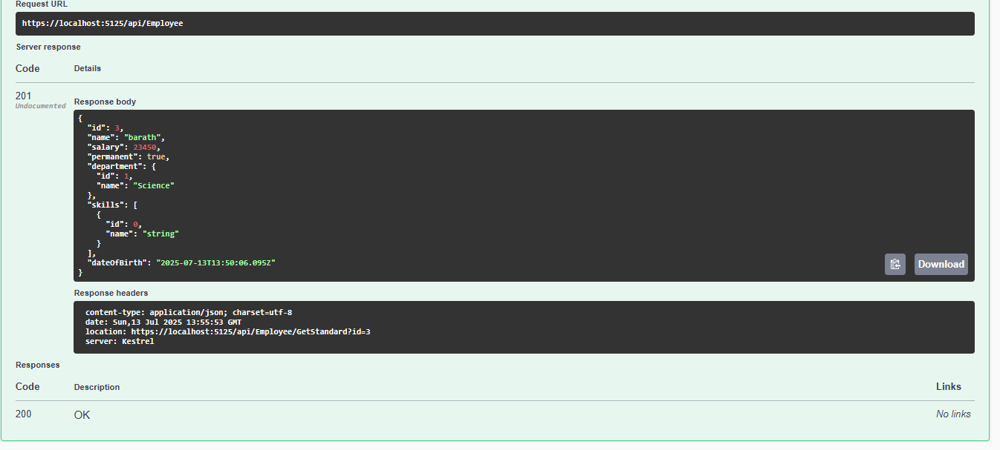 Request URL
https://localhost:5125/api/Employee
Server response
Code Details
201
Undocumented
Response body
{
  "id": 3,
  "name": "barath",
  "salary": 23450,
  "permanent": true,
  "department": {
    "id": 1,
    "name": "Science"
  },
  "skills": [
    {
      "id": 0,
      "name": "string"
    }
  ],
  "dateOfBirth": "2025-07-13T13:50:06.095Z"
}
Download
Response headers
content-type: application/json; charset=utf-8
date: Sun,13 Jul 2025 13:55:53 GMT
location: https://localhost:5125/api/Employee/GetStandard?id=3
server: Kestrel
Responses
Code Description Links
200 OK No links